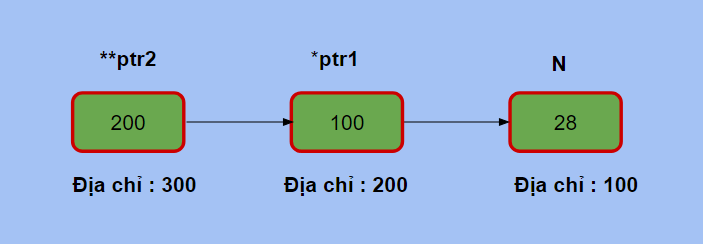 **ptr2
*ptr1
N
200
100
28
Địa chỉ : 300
Địa chỉ : 200
Địa chỉ : 100